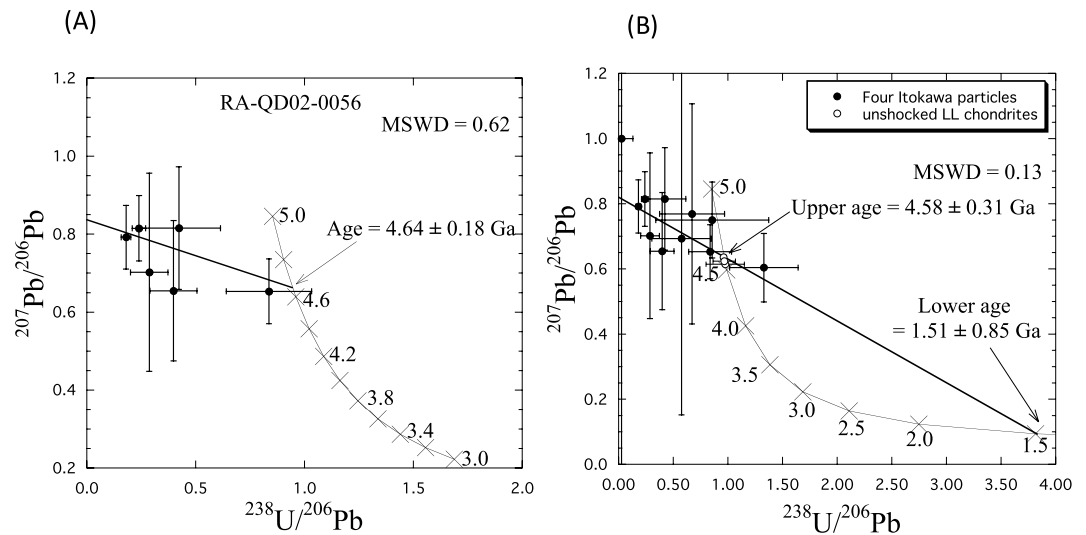 (A)
RA-QD02-0056
MSWD = 0.62
5.0
Age = 4.64 ± 0.18 Ga
4.6
4.2
3.8
3.4
3.0
1.2
1.0
0.8
0.6
0.4
0.2
0.0
0.5
1.0
1.5
2.0
207Pb/206Pb
238U/206Pb
(B)
Four Itokawa particles
unshocked LL chondrites
MSWD = 0.13
5.0
Upper age = 4.58 ± 0.31 Ga
4.5
4.0
3.5
3.0
2.5
2.0
1.5
Lower age
= 1.51 ± 0.85 Ga
1.2
1.0
0.8
0.6
0.4
0.2
0.0
0.00
0.50
1.00
1.50
2.00
2.50
3.00
3.50
4.00
207Pb/206Pb
238U/206Pb